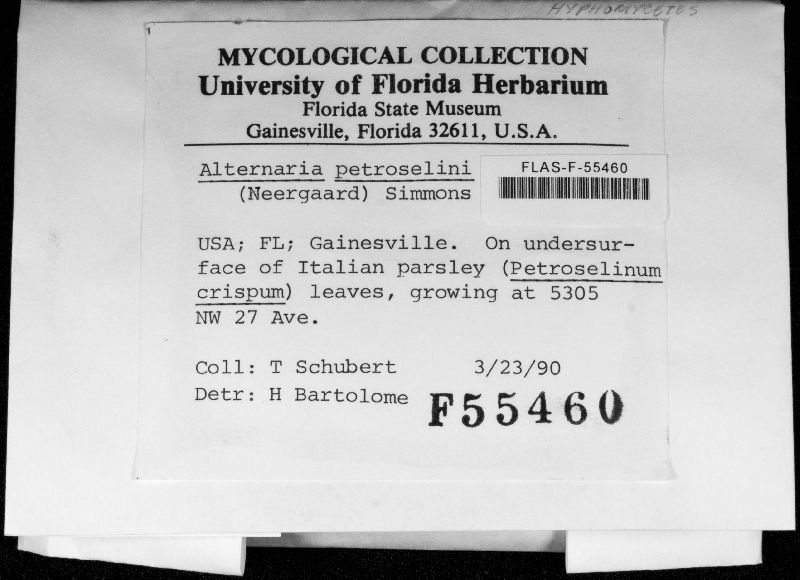 HYPHOMYCETES
MYCOLOGICAL COLLECTION
University of Florida Herbarium
Florida State Museum
Gainesville, Florida 32611, U.S.A.
Alternaria petroselini
(Neergaard) Simmons
FLAS-F-55460
USA; FL; Gainesville. On undersur-
face of Italian parsley (Petroselinum
crispum) leaves, growing at 5305
NW 27 Ave.
Coll: T Schubert 3/23/90
Detr: H Bartolome
F55460